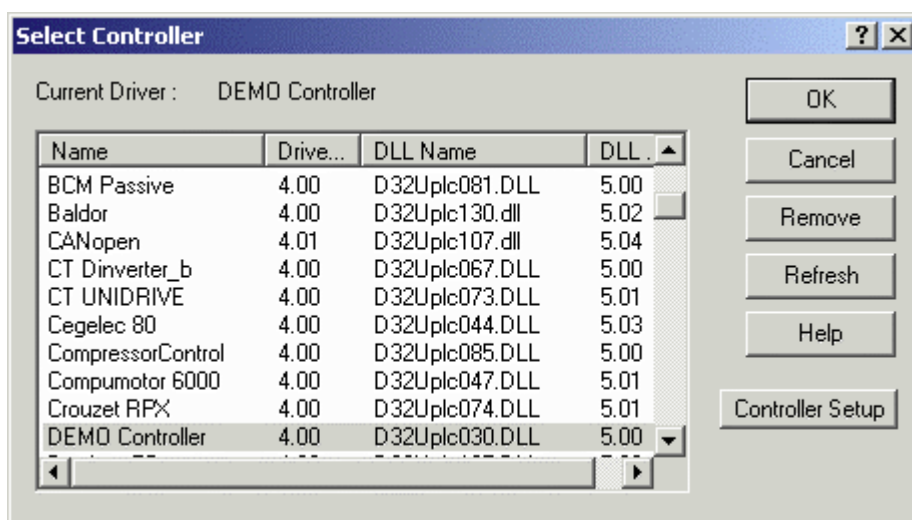 Select Controller
Current Driver : DEMO Controller
OK
Cancel
Remove
Refresh
Help
Controller Setup
Name Drive... DLL Name DLL .
BCM Passive 4.00 D32Uplc081.DLL 5.00
Baldor 4.00 D32Uplc130.dll 5.02
CANopen 4.01 D32Uplc107.dll 5.04
CT Dinverter_b 4.00 D32Uplc067.DLL 5.00
CT UNIDRIVE 4.00 D32Uplc073.DLL 5.01
Cegelec 80 4.00 D32Uplc044.DLL 5.03
CompressorControl 4.00 D32Uplc085.DLL 5.00
Compumotor 6000 4.00 D32Uplc047.DLL 5.01
Crouzet RPX 4.00 D32Uplc074.DLL 5.01
DEMO Controller 4.00 D32Uplc030.DLL 5.00